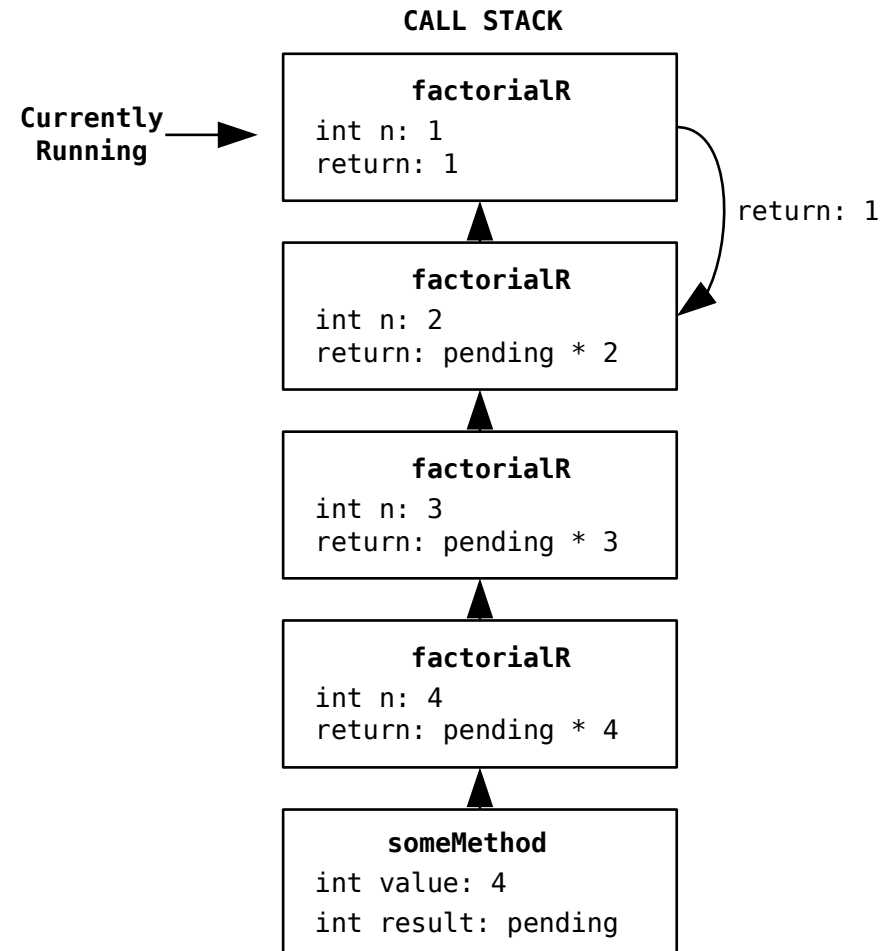 CALL STACK
factorialR
Currently
Running
int n: 1
return: 1
return: 1
factorialR
int n: 2
return: pending * 2
factorialR
int n: 3
return: pending * 3
factorialR
int n: 4
return: pending * 4
someMethod
int value: 4
int result: pending